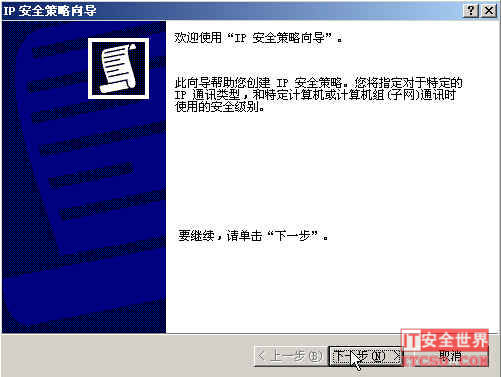 IP 安全策略向导
欢迎使用“IP 安全策略向导”。
此向导帮助您创建 IP 安全策略。您将指定对于特定的
IP 通讯类型，和特定计算机或计算机组(子网)通讯时
使用的安全级别。
要继续，请单击“下一步”。
< 上一步(B) 下一步(N) > 取消
IT安全世界
ITCSO.COM